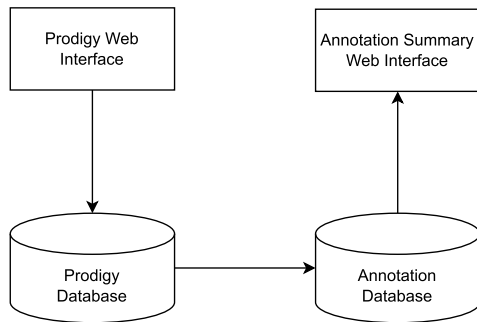 Prodigy Web
Interface
Annotation Summary
Web Interface
Prodigy
Database
Annotation
Database